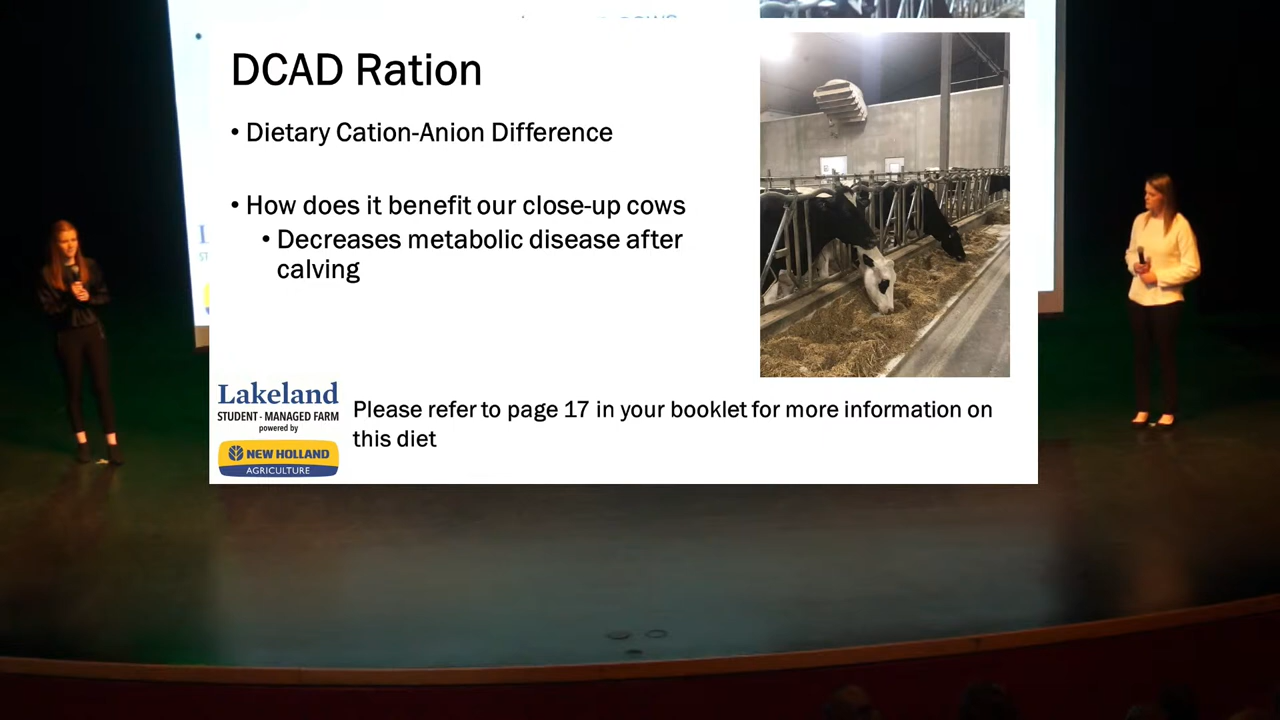 DCAD Ration
• Dietary Cation-Anion Difference
• How does it benefit our close-up cows
• Decreases metabolic disease after
calving
Lakeland
STUDENT-MANAGED FARM
powered by
NEW HOLLAND
AGRICULTURE
Please refer to page 17 in your booklet for more information on
this diet